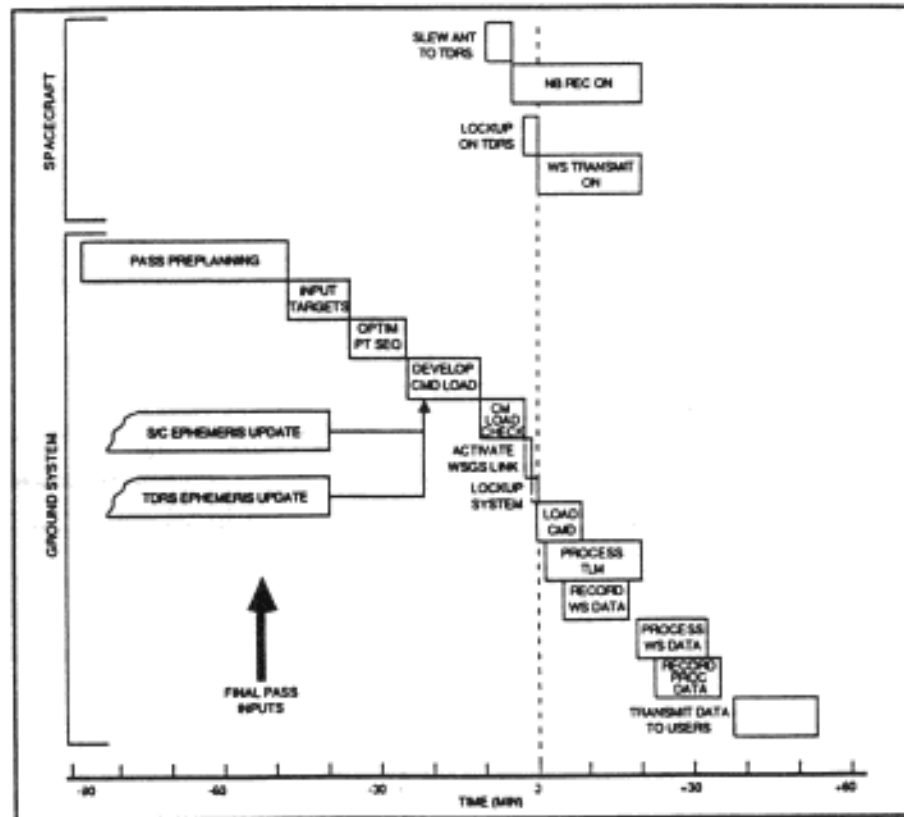 SPACECRAFT
SLEW ANT
TO TDRS
NB REC ON
LOCKUP
ON TDRS
WS TRANSMIT
ON
GROUND SYSTEM
PASS PREPLANNING
INPUT
TARGETS
OPTIM
PT SEQ
DEVELOP
CMD LOAD
CM
LOAD
CHECK
S/C EPHEMERIS UPDATE
ACTIVATE
WSGS LINK
TDRS EPHEMERIS UPDATE
LOCKUP
SYSTEM
LOAD
CMD
PROCESS
TLM
RECORD
WS DATA
PROCESS
WS DATA
RECORD
PROC
DATA
FINAL PASS
INPUTS
TRANSMIT DATA
TO USERS
-60
-30
+30
TIME (MIN)